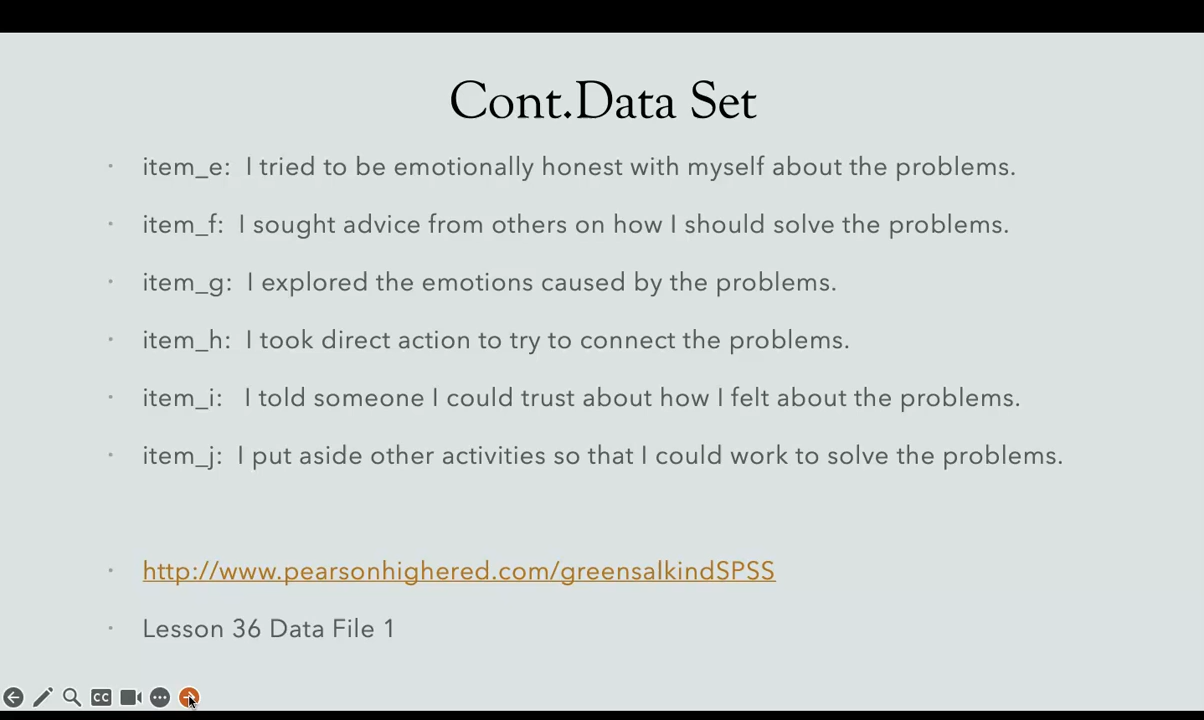 Cont.Data Set
item_e:  I tried to be emotionally honest with myself about the problems.
item_f:  I sought advice from others on how I should solve the problems.
item_g:  I explored the emotions caused by the problems.
item_h:  I took direct action to try to connect the problems.
item_i:   I told someone I could trust about how I felt about the problems.
item_j:  I put aside other activities so that I could work to solve the problems.
http://www.pearsonhighered.com/greensalkindSPSS
Lesson 36 Data File 1
CC